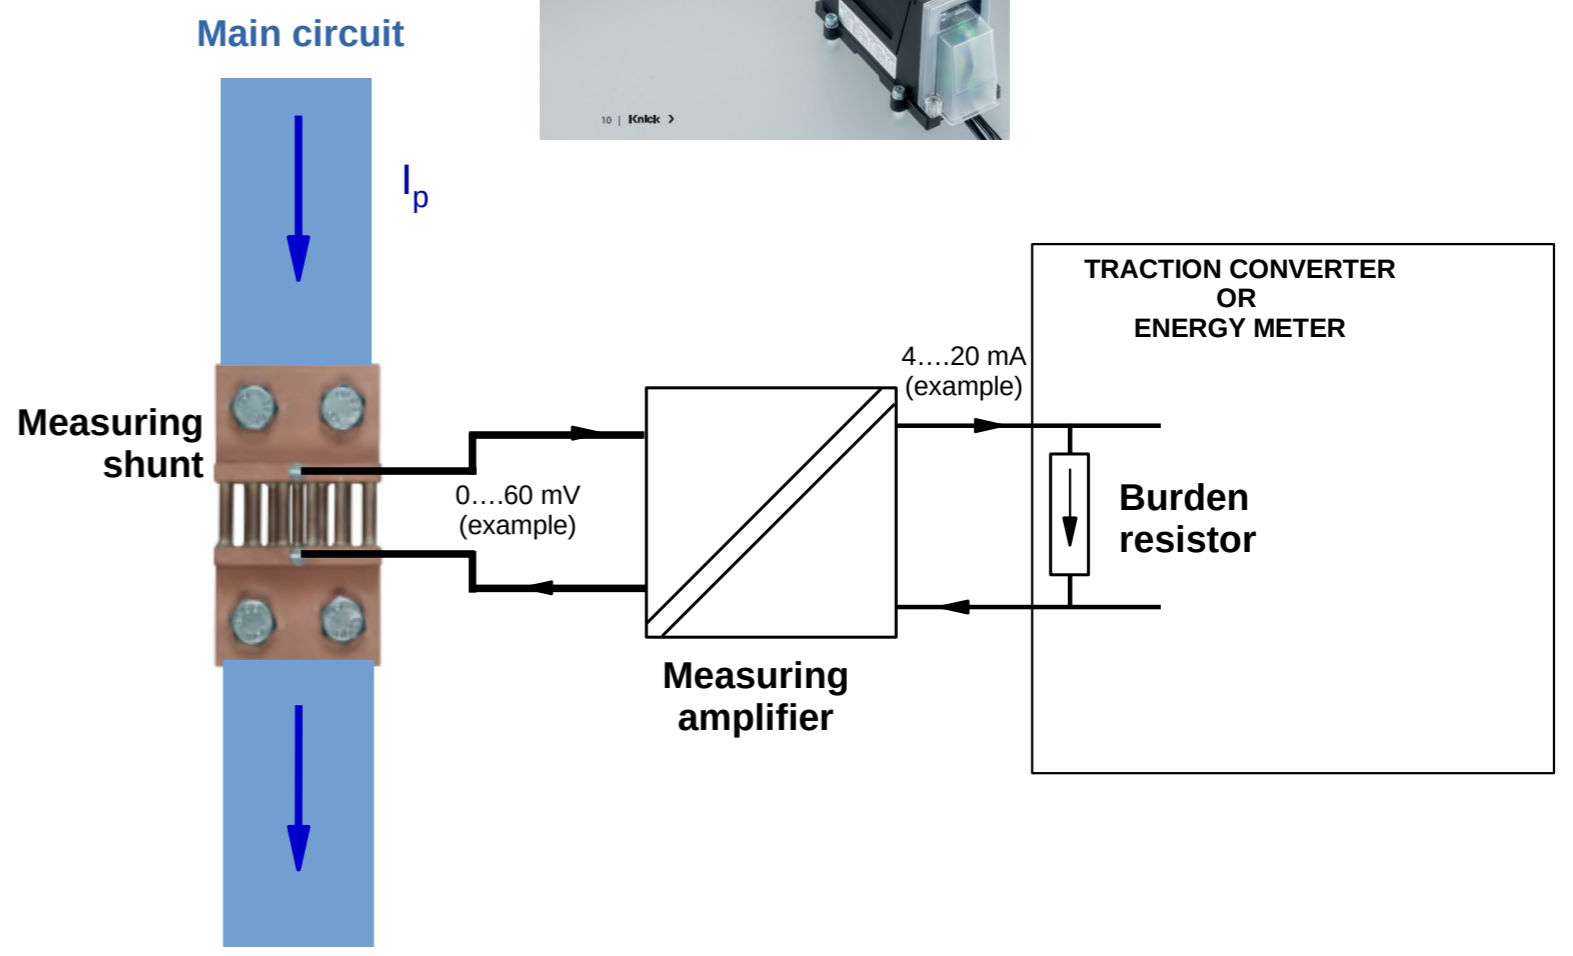 Main circuit
10 | Knick >
Ip
TRACTION CONVERTER
OR
ENERGY METER
4....20 mA
(example)
Measuring
shunt
0....60 mV
(example)
Burden
resistor
Measuring
amplifier